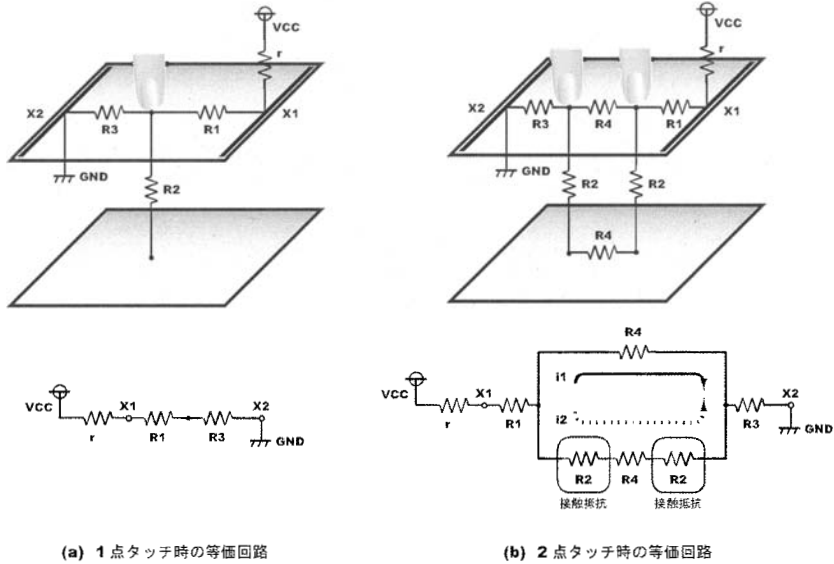 VCC
r
X2
R3
R1
X1
GND
R2
VCC
r
X2
R3
R4
R1
X1
GND
R2
R2
R4
VCC
r
X1
R1
R3
X2
GND
R4
i1
i2
VCC
r
X1
R1
R3
X2
GND
R2
R4
R2
接触抵抗
接触抵抗
(a) 1点タッチ時の等価回路
(b) 2点タッチ時の等価回路